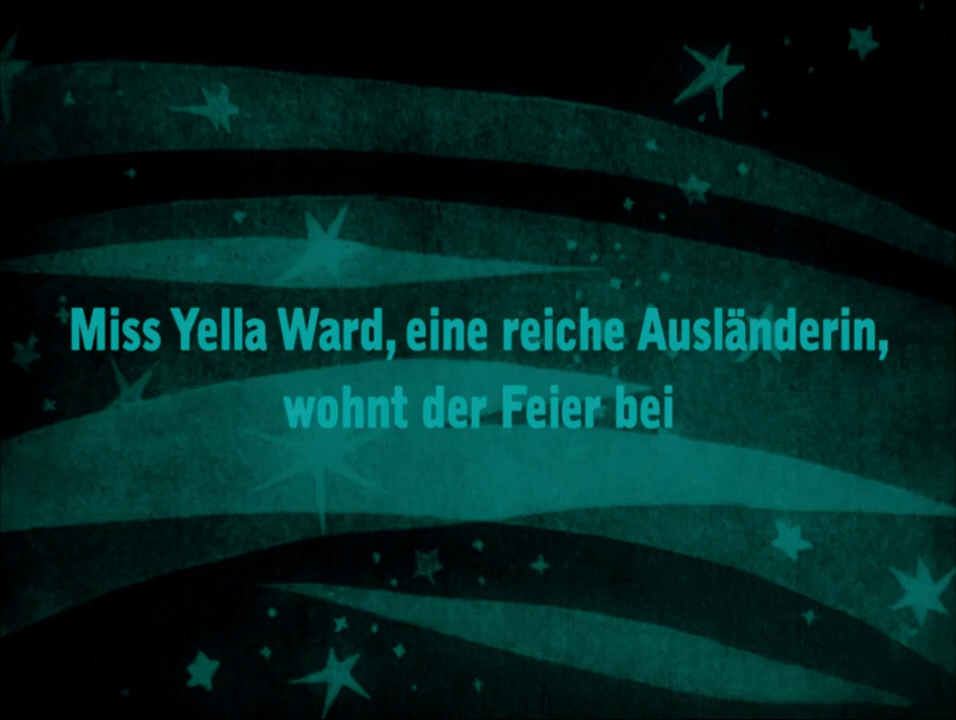 Miss Yella Ward, eine reiche Ausländerin,
wohnt der Feier bei